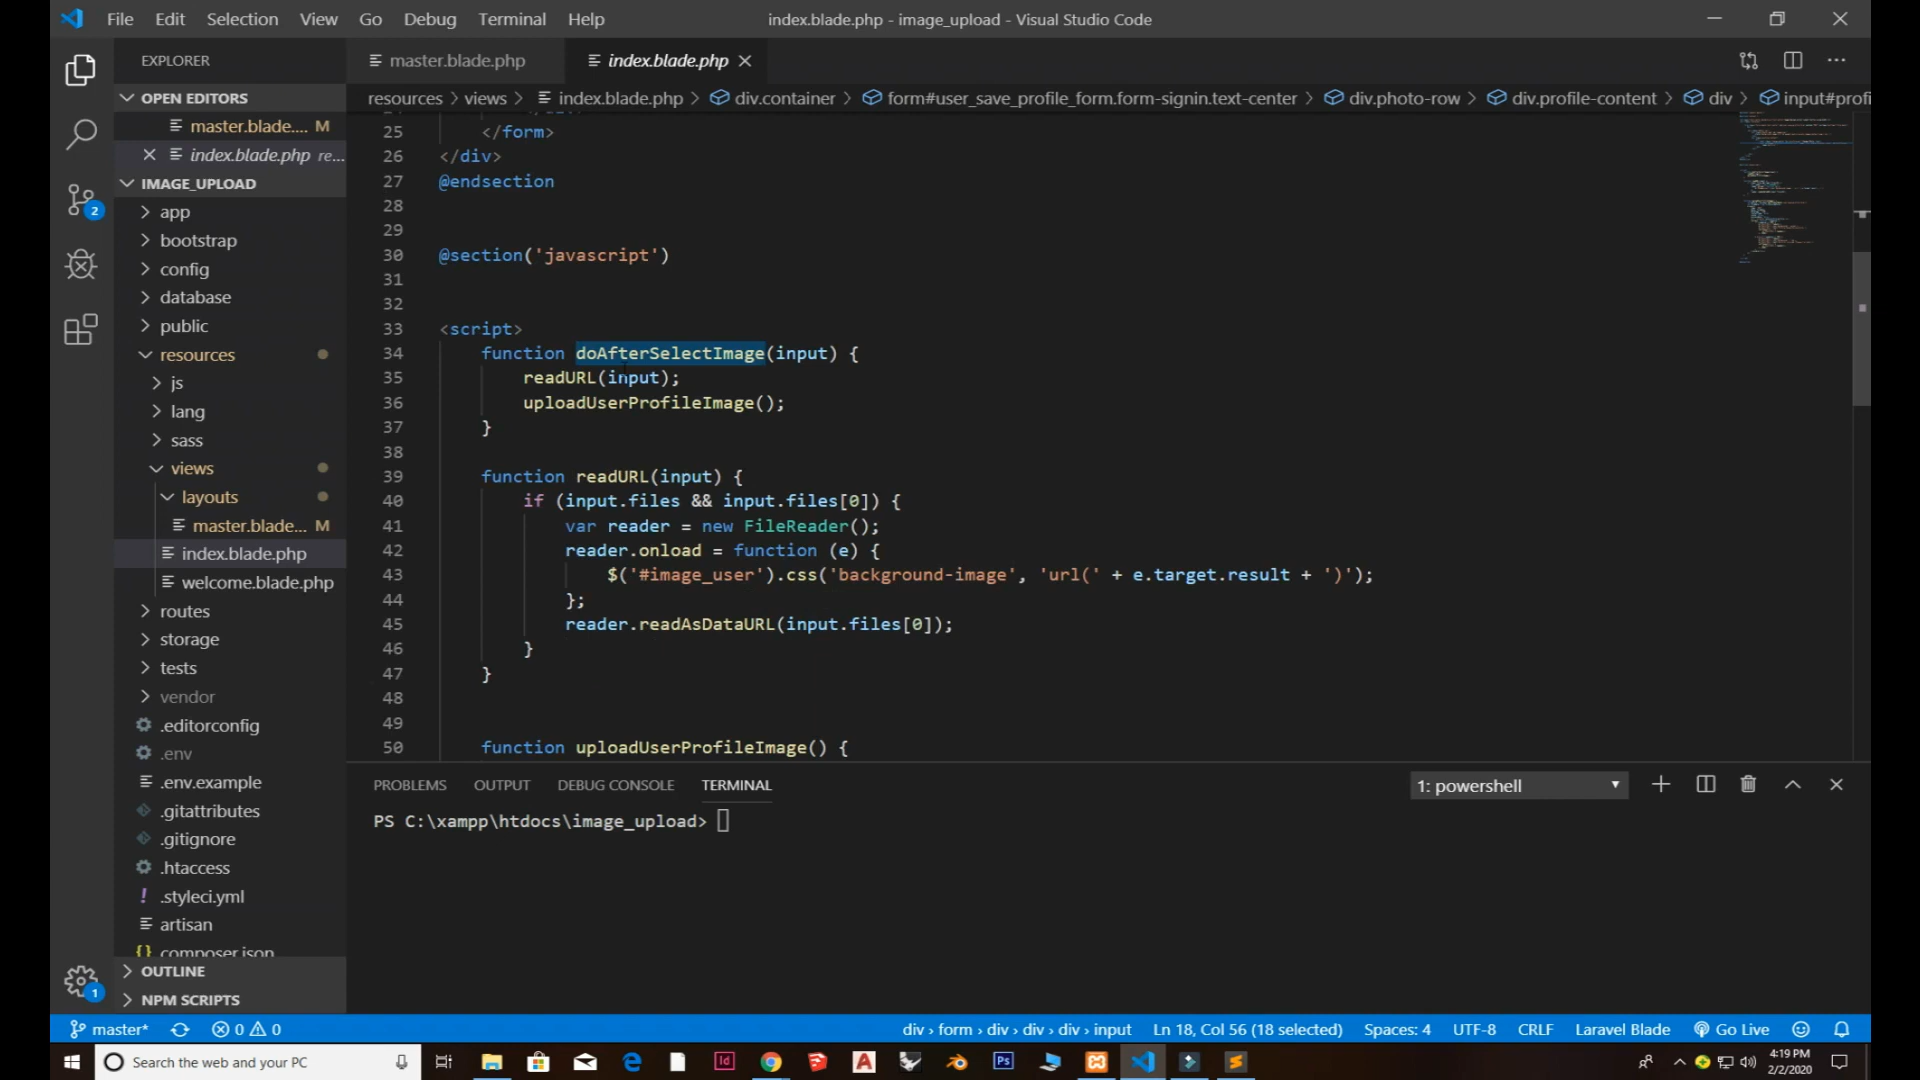 File Edit Selection View Go Debug Terminal Help
index.blade.php - image_upload - Visual Studio Code
EXPLORER
OPEN EDITORS
master.blade.... M
index.blade.php re...
IMAGE_UPLOAD
app
bootstrap
config
database
public
resources
js
lang
sass
views
layouts
master.blade... M
index.blade.php
welcome.blade.php
routes
storage
tests
vendor
.editorconfig
.env
.env.example
.gitattributes
.gitignore
.htaccess
.styleci.yml
artisan
composer.json
OUTLINE
NPM SCRIPTS
2
1
master.blade.php
index.blade.php
resources > views > index.blade.php > div.container > form#user_save_profile_form.form-signin.text-center > div.photo-row > div.profile-content > div > input#profi
25 </form>
26 </div>
27 @endsection
28
29
30 @section('javascript')
31
32
33 <script>
34 function doAfterSelectImage(input) {
35 readURL(input);
36 uploadUserProfileImage();
37 }
38
39 function readURL(input) {
40 if (input.files && input.files[0]) {
41 var reader = new FileReader();
42 reader.onload = function (e) {
43 $('#image_user').css('background-image', 'url(' + e.target.result + ')');
44 };
45 reader.readAsDataURL(input.files[0]);
46 }
47 }
48
49
50 function uploadUserProfileImage() {
PROBLEMS OUTPUT DEBUG CONSOLE TERMINAL
1: powershell
PS C:\xampp\htdocs\image_upload>
master* 0 0
div › form › div › div › div › input Ln 18, Col 56 (18 selected) Spaces: 4 UTF-8 CRLF Laravel Blade Go Live
Search the web and your PC
Id
Ps
4:19 PM
2/2/2020